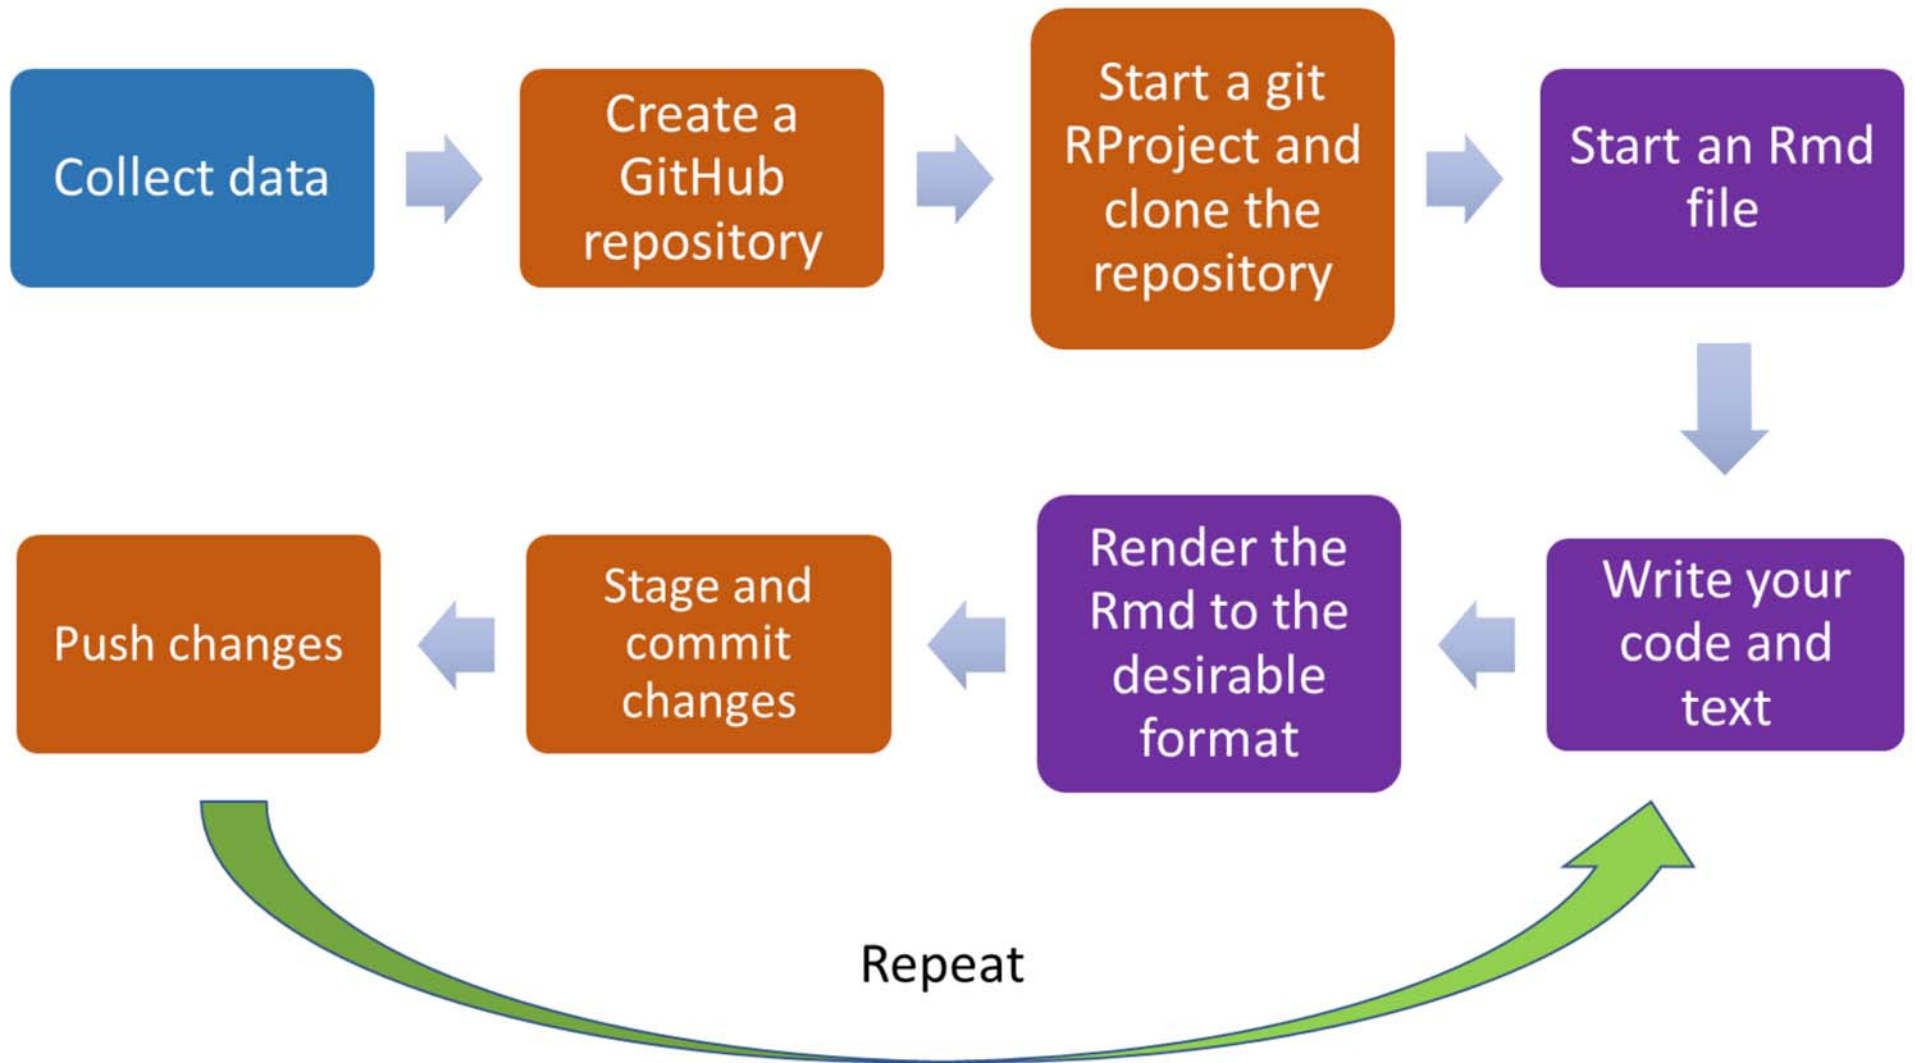 Collect data
Create a
GitHub
repository
Start a git
RProject and
clone the
repository
Start an Rmd
file
Write your
code and
text
Render the
Rmd to the
desirable
format
Stage and
commit
changes
Push changes
Repeat